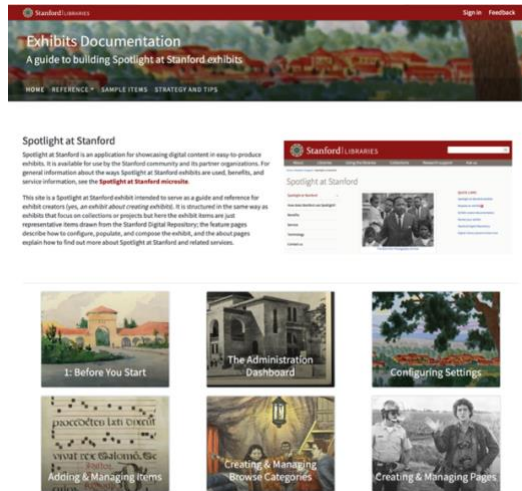 Stanford LIBRARIES
Sign in Feedback
Exhibits Documentation
A guide to building Spotlight at Stanford exhibits
HOME REFERENCE SAMPLE ITEMS STRATEGY AND TIPS
Spotlight at Stanford
Spotlight at Stanford is an application for showcasing digital content in easy-to-produce
exhibits. It is available for use by the Stanford community and its partner organizations. For
general information about the ways Spotlight at Stanford exhibits are used, benefits, and
service information, see the Spotlight at Stanford microsite.
This site is a Spotlight at Stanford exhibit intended to serve as a guide and reference for
exhibit creators (yes, an exhibit about creating exhibits). It is structured in the same way as
exhibits that focus on collections or projects but here the exhibit items are just
representative items drawn from the Stanford Digital Repository; the feature pages
describe how to configure, populate, and compose the exhibit, and the about pages
explain how to find out more about Spotlight at Stanford and related services.
Stanford LIBRARIES
Spotlight at Stanford
1: Before You Start
The Administration
Dashboard
Configuring Settings
Adding & Managing Items
Creating & Managing
Browse Categories
Creating & Managing Pages